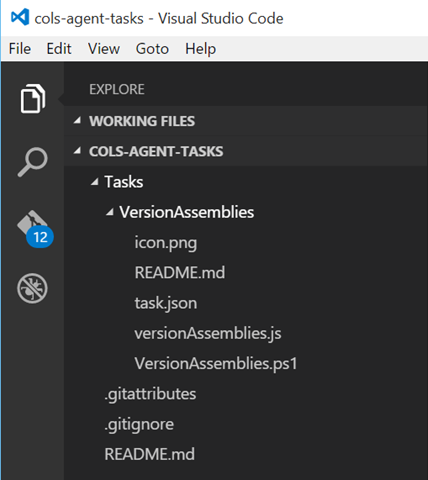 cols-agent-tasks - Visual Studio Code
File Edit View Goto Help
EXPLORE
WORKING FILES
COLS-AGENT-TASKS
Tasks
VersionAssemblies
icon.png
README.md
12
task.json
versionAssemblies.js
VersionAssemblies.ps1
.gitattributes
.gitignore
README.md